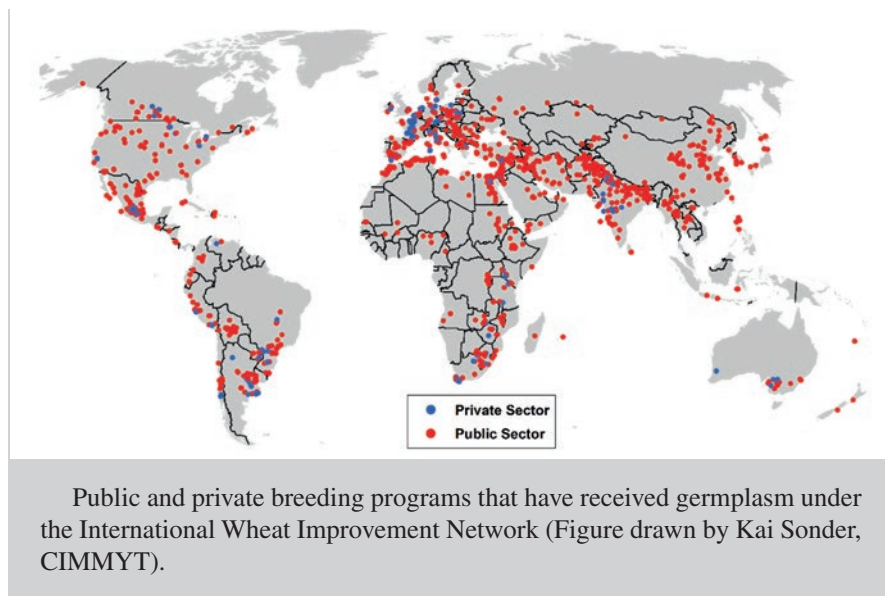 Private Sector
Public Sector
Public and private breeding programs that have received germplasm under
the International Wheat Improvement Network (Figure drawn by Kai Sonder,
CIMMYT).